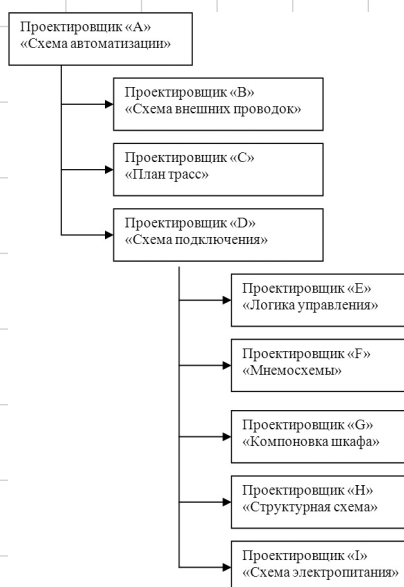 Проектировщик «A»
«Схема автоматизации»
Проектировщик «B»
«Схема внешних проводок»
Проектировщик «C»
«План трасс»
Проектировщик «D»
«Схема подключения»
Проектировщик «E»
«Логика управления»
Проектировщик «F»
«Мнемосхемы»
Проектировщик «G»
«Компоновка шкафа»
Проектировщик «H»
«Структурная схема»
Проектировщик «I»
«Схема электропитания»